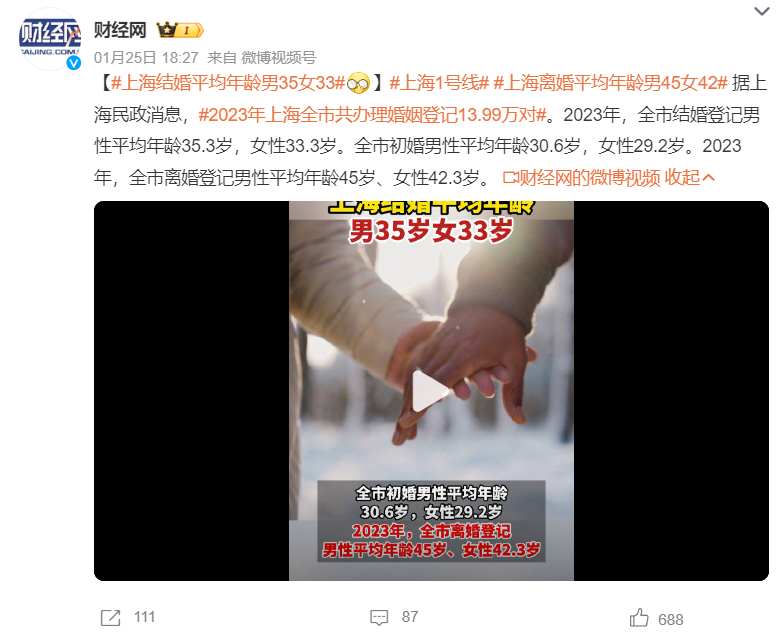 财经网
AIJING.COM
财经网
1
01月25日 18:27 来自 微博视频号
【#上海结婚平均年龄男35女33#】#上海1号线# #上海离婚平均年龄男45女42# 据上
海民政消息，#2023年上海全市共办理婚姻登记13.99万对#。2023年，全市结婚登记男
性平均年龄35.3岁，女性33.3岁。全市初婚男性平均年龄30.6岁，女性29.2岁。2023
年，全市离婚登记男性平均年龄45岁、女性42.3岁。 财经网的微博视频 收起
上海结婚平均年龄
男35岁女33岁
全市初婚男性平均年龄
30.6岁，女性29.2岁
2023年，全市离婚登记
男性平均年龄45岁、女性42.3岁
111
87
688